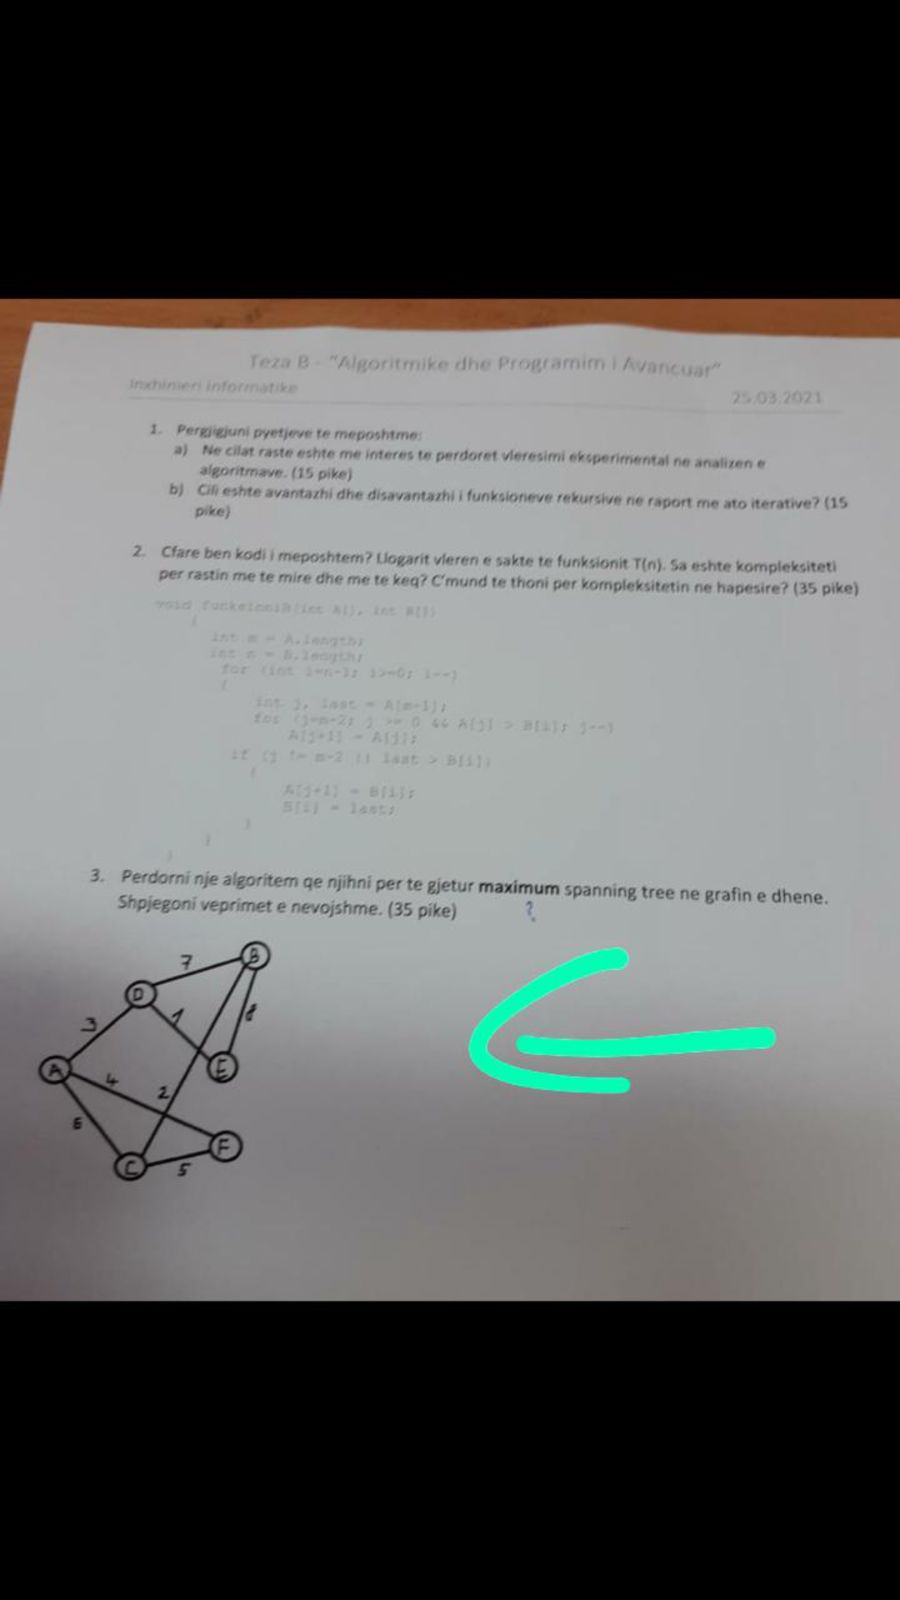 Teza B - "Algoritmike dhe Programim i Avancuar"
Inxhinieri informatike
25.03.2021
1. Pergjigjuni pyetjeve te meposhtme:
a) Ne cilat raste eshte me interes te perdoret vleresimi eksperimental ne analizen e
algoritmave. (15 pike)
b) Cili eshte avantazhi dhe disavantazhi i funksioneve rekursive ne raport me ato iterative? (15
pike)
2. Cfare ben kodi i meposhtem? Llogarit vleren e sakte te funksionit T(n). Sa eshte kompleksiteti
per rastin me te mire dhe me te keq? C'mund te thoni per kompleksitetin ne hapesire? (35 pike)
void funksioniB(int A[], int B[])
{
int m = A.length;
int n = B.length;
for (int i=n-1; i>=0; i--)
{
int j, last = A[m-1];
for (j=m-2; j >= 0 && A[j] > B[i]; j--)
A[j+1] = A[j];
if (j != m-2 || last > B[i])
{
A[j+1] = B[i];
B[i] = last;
}
}
}
3. Perdorni nje algoritem qe njihni per te gjetur maximum spanning tree ne grafin e dhene.
Shpjegoni veprimet e nevojshme. (35 pike)
?
B
7
D
1
3
E
A
4
2
6
F
C
5